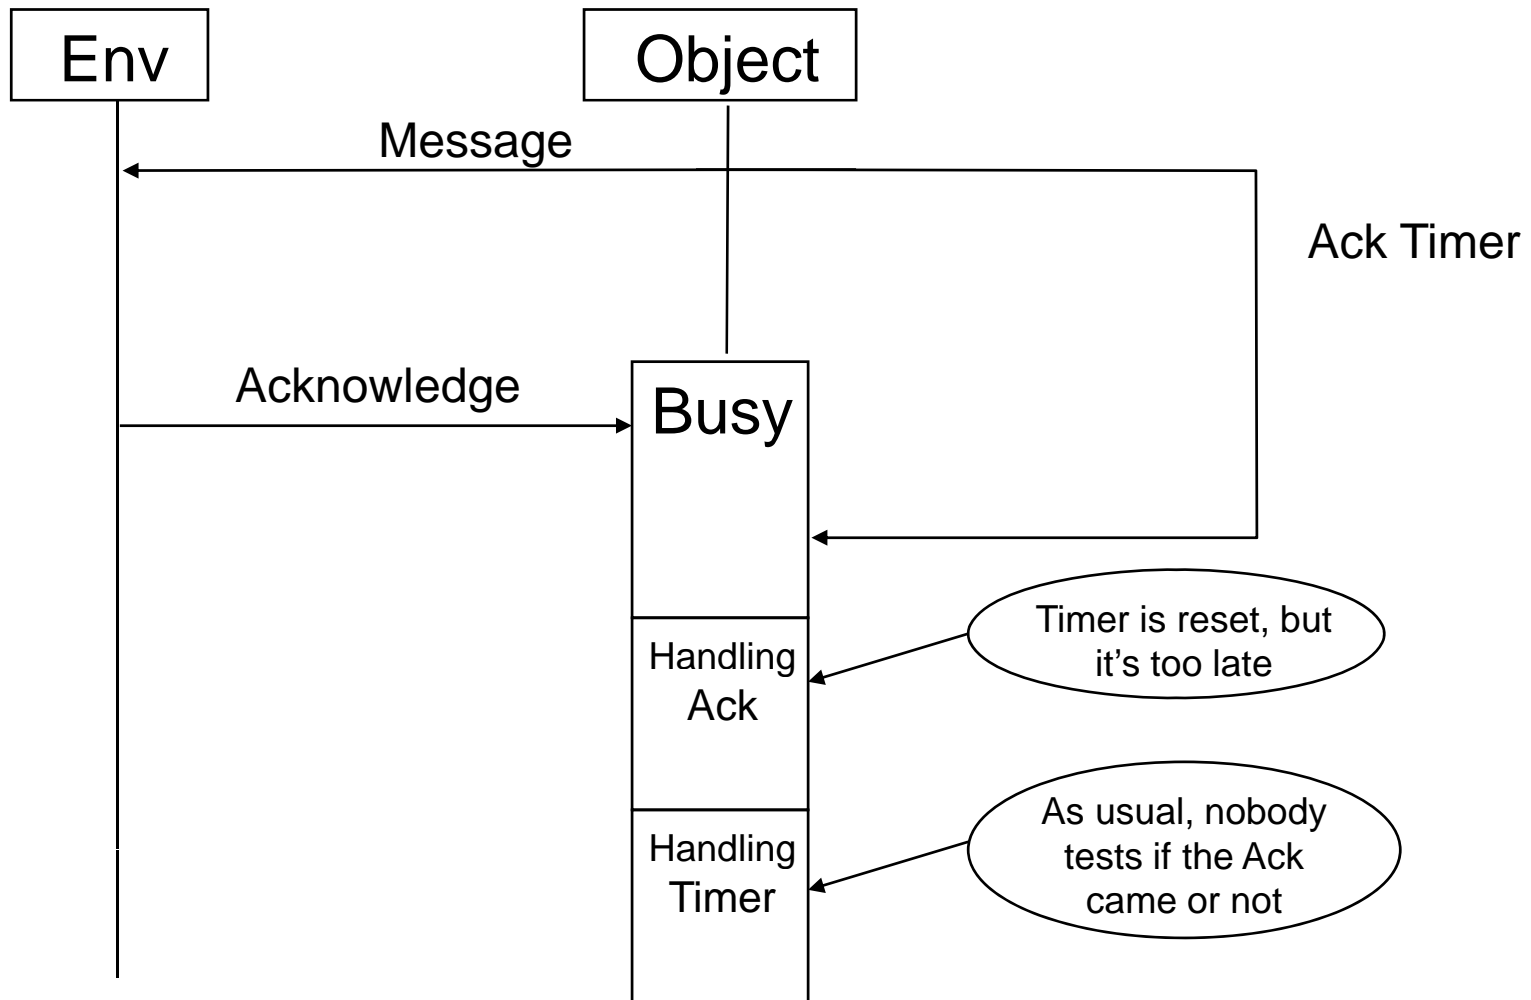 Env
Object
Message
Ack Timer
Acknowledge
Busy
Timer is reset, but
it’s too late
Handling
Ack
As usual, nobody
tests if the Ack
came or not
Handling
Timer